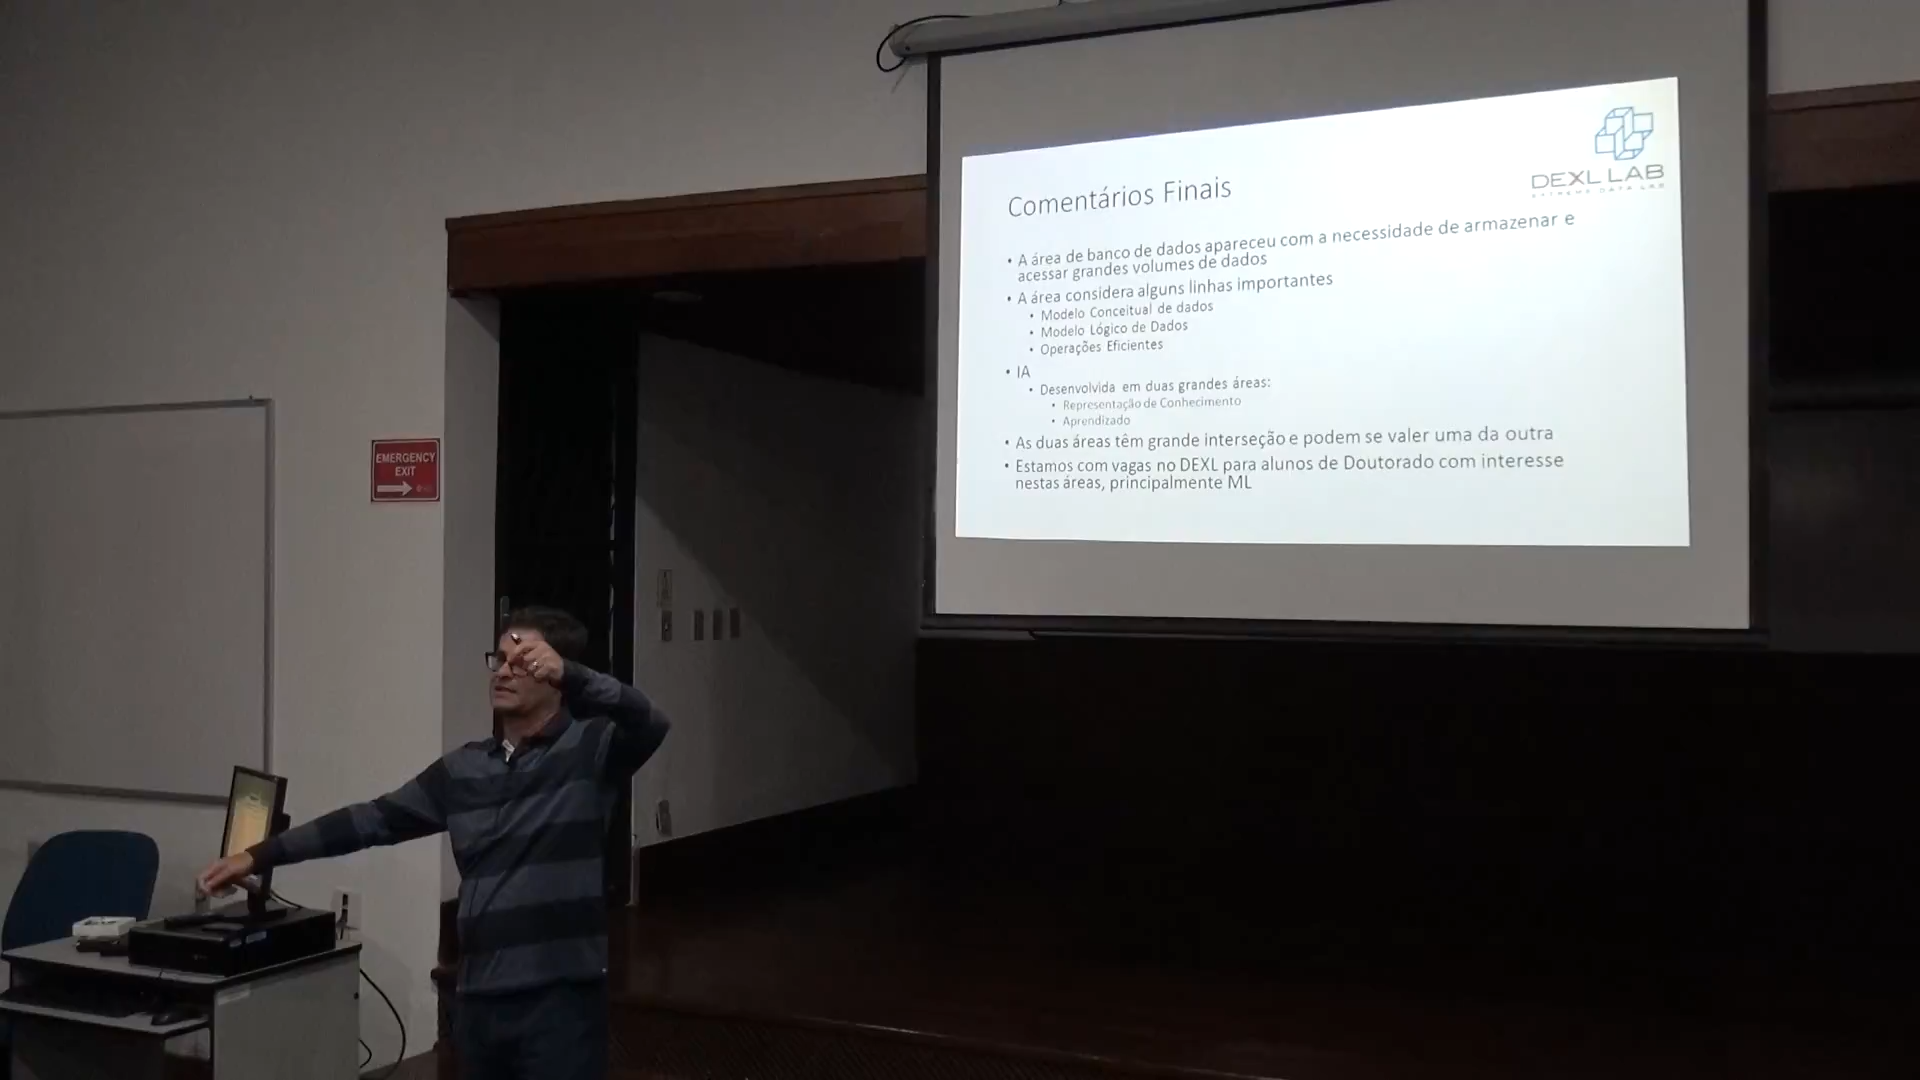 DEXL LAB
EXTREME DATA LAB
Comentários Finais
• A área de banco de dados apareceu com a necessidade de armazenar e
acessar grandes volumes de dados
• A área considera alguns linhas importantes
• Modelo Conceitual de dados
• Modelo Lógico de Dados
• Operações Eficientes
• IA
• Desenvolvida em duas grandes áreas:
• Representação de Conhecimento
• Aprendizado
• As duas áreas têm grande interseção e podem se valer uma da outra
• Estamos com vagas no DEXL para alunos de Doutorado com interesse
nestas áreas, principalmente ML
EMERGENCY
EXIT